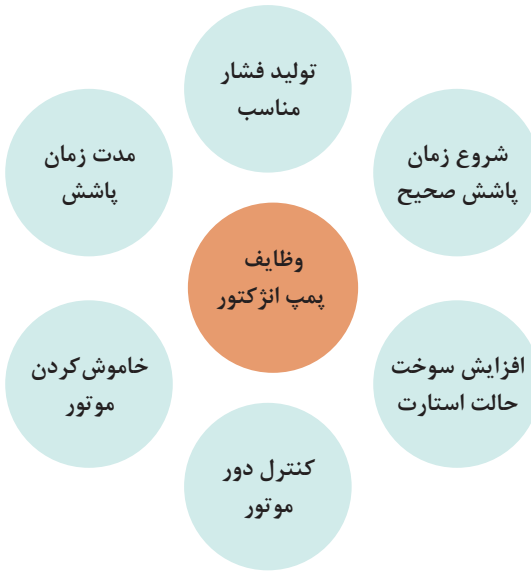 تولید فشار
مناسب
شروع زمان
پاشش صحیح
مدت زمان
پاشش
وظایف
پمپ انژکتور
افزایش سوخت
حالت استارت
خاموش‌کردن
موتور
کنترل دور
موتور